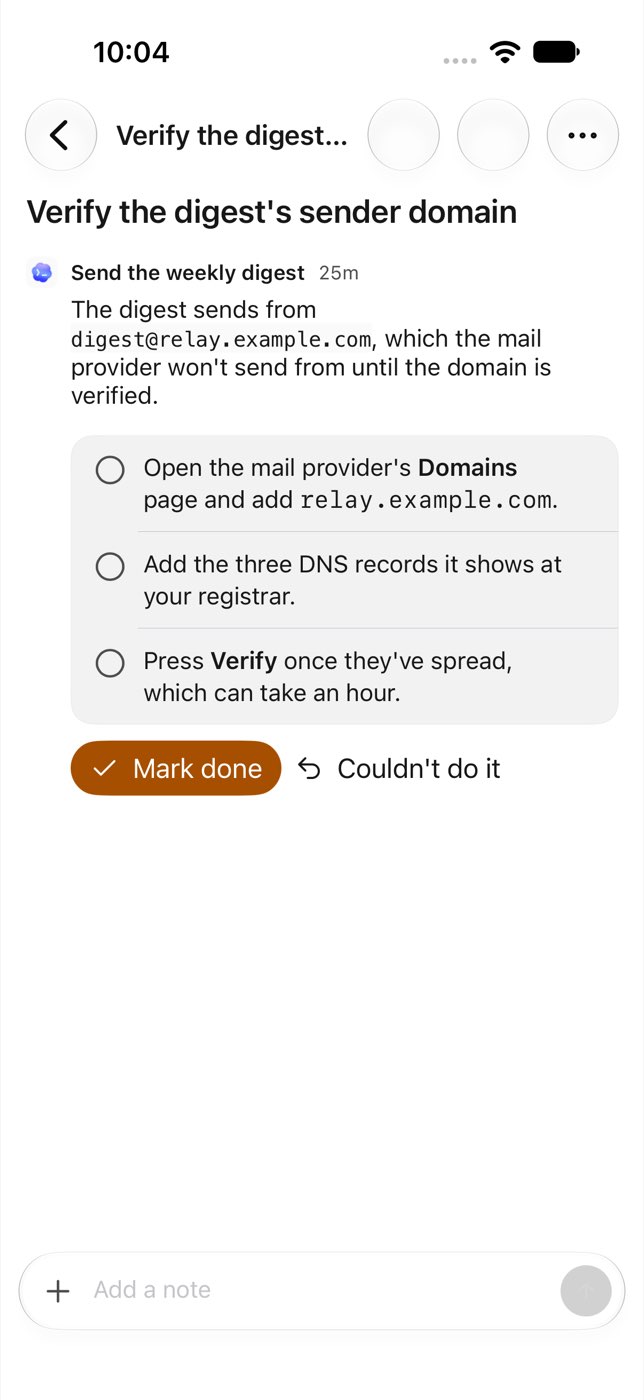 10:04
Verify the digest...
Verify the digest's sender domain
Send the weekly digest 25m
The digest sends from
digest@relay.example.com, which the mail
provider won't send from until the domain is
verified.
Open the mail provider's Domains
page and add relay.example.com.
Add the three DNS records it shows at
your registrar.
Press Verify once they've spread,
which can take an hour.
Mark done
Couldn't do it
Add a note